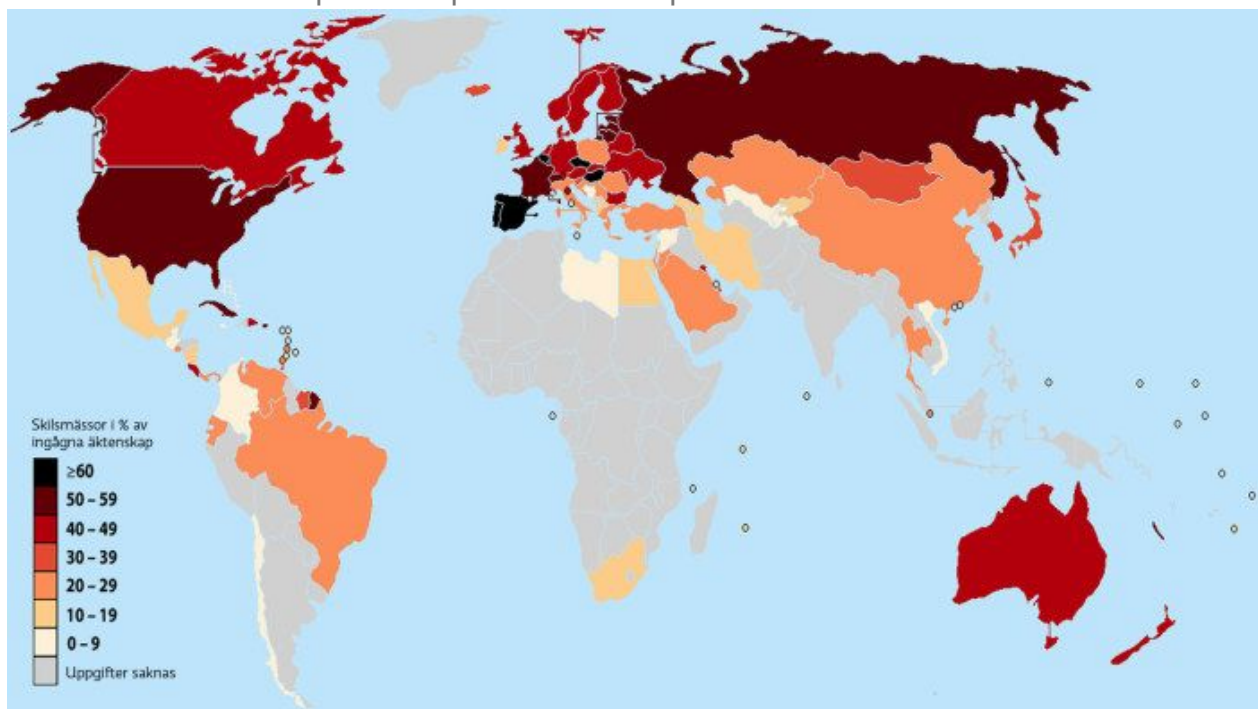 Skilsmässor i % av
ingågna äktenskap
≥60
50 – 59
40 – 49
30 – 39
20 – 29
10 – 19
0 – 9
Uppgifter saknas